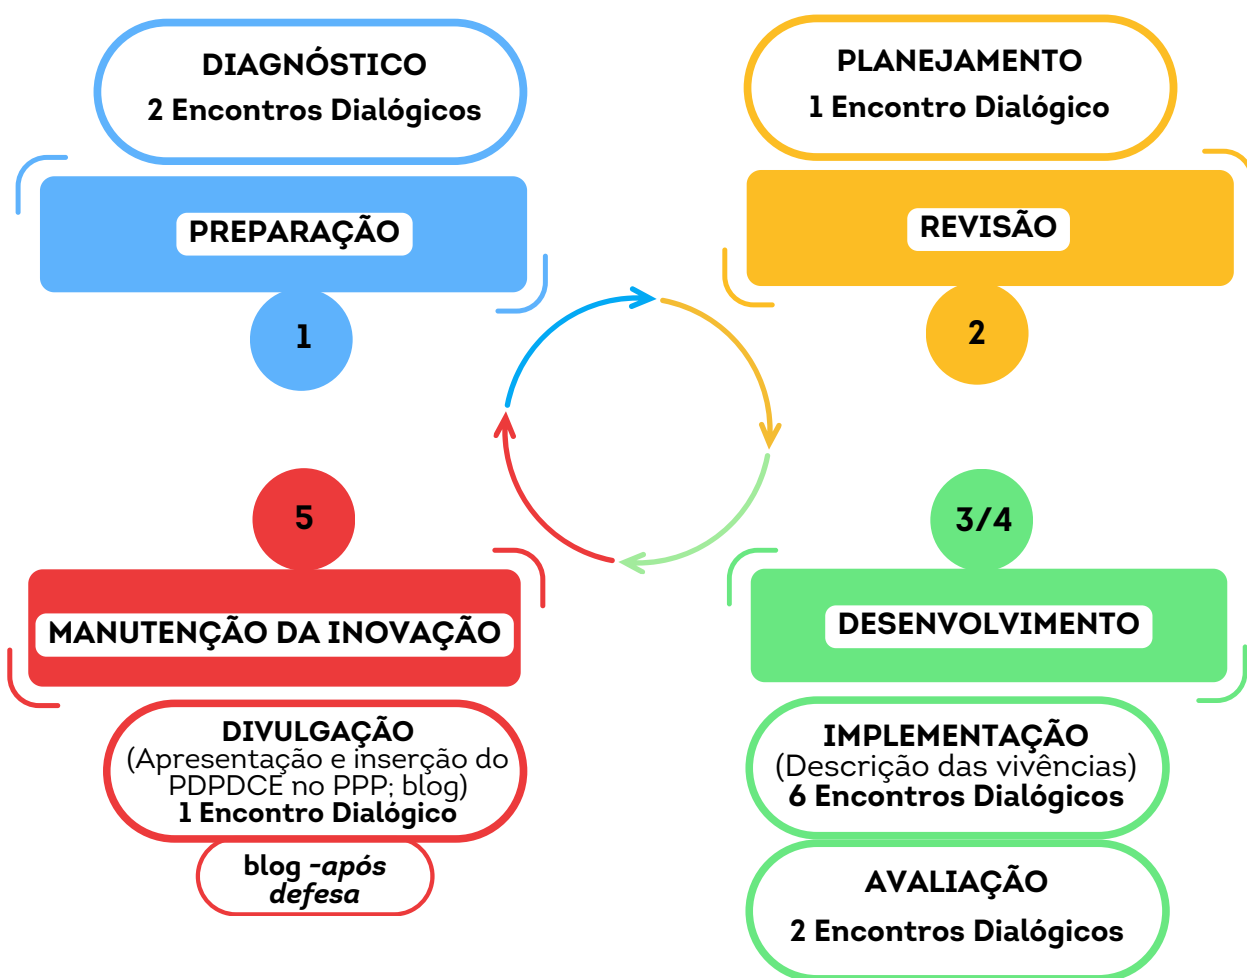 DIAGNÓSTICO
2 Encontros Dialógicos
PREPARAÇÃO
1
PLANEJAMENTO
1 Encontro Dialógico
REVISÃO
2
3/4
DESENVOLVIMENTO
IMPLEMENTAÇÃO
(Descrição das vivências)
6 Encontros Dialógicos
AVALIAÇÃO
2 Encontros Dialógicos
5
MANUTENÇÃO DA INOVAÇÃO
DIVULGAÇÃO
(Apresentação e inserção do
PDPDCE no PPP; blog)
1 Encontro Dialógico
blog -após
defesa